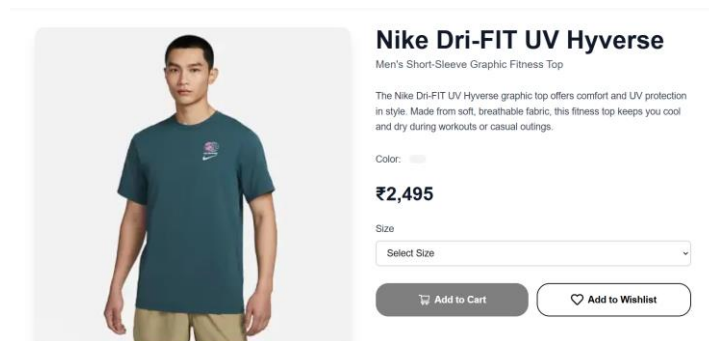 Nike Dri-FIT UV Hyverse
Men's Short-Sleeve Graphic Fitness Top
The Nike Dri-FIT UV Hyverse graphic top offers comfort and UV protection
in style. Made from soft, breathable fabric, this fitness top keeps you cool
and dry during workouts or casual outings.
Color:
₹2,495
Size
Select Size
Add to Cart
Add to Wishlist